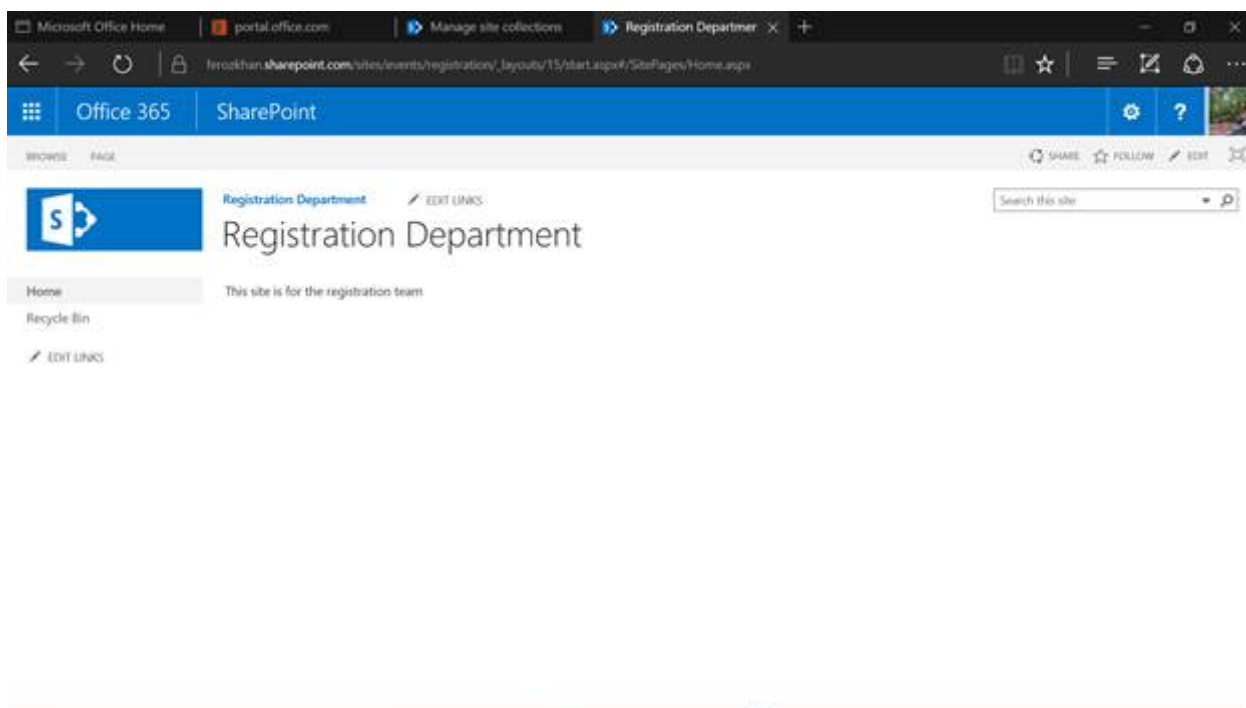 Microsoft Office Home
portal.office.com
Manage site collections
Registration Departmer
ferozkhan.sharepoint.com/sites/events/registration/_layouts/15/start.aspx#/SitePages/Home.aspx
Office 365
SharePoint
?
BROWSE PAGE
SHARE FOLLOW EDIT
S
Registration Department
EDIT LINKS
Search this site
Registration Department
Home
This site is for the registration team
Recycle Bin
EDIT LINKS